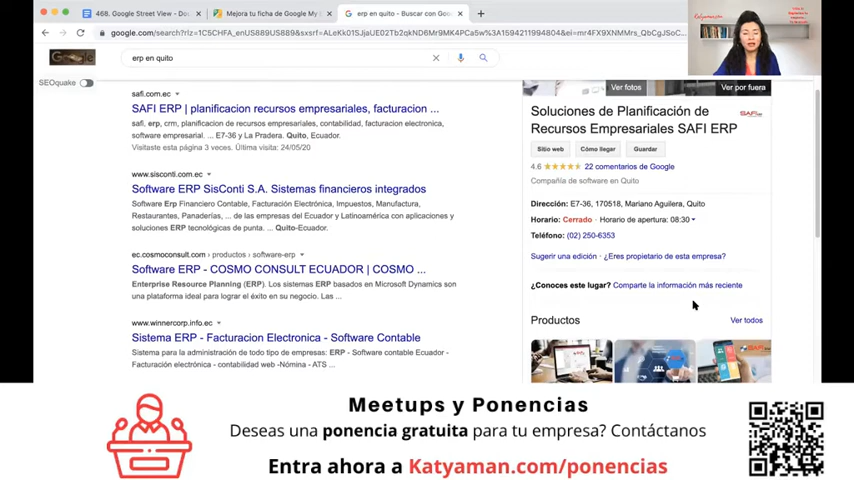 468. Google Street View - Doc
Mejora tu ficha de Google My B
erp en quito - Buscar con Goo
google.com/search?rlz=1C5CHFA_enUS889US889&sxsrf=ALeKk01SJjaUED2Tb2qkND6Mr9MK4PCa5w%3A1594211994804&ei=mr4FX9HNMMrs_QbCgJSoC...
Google
erp en quito
SEOquake
safi.com.ec
SAFI ERP | planificacion recursos empresariales, facturacion ...
safi, erp, crm, planificación de recursos empresariales, contabilidad, facturacion electronica,
software empresarial. ... E7-36 y La Pradera. Quito, Ecuador.
Visitaste esta página 3 veces. Última visita: 24/05/20
www.sisconti.com.ec
Software ERP SisConti S.A. Sistemas financieros integrados
Software Erp Financiero Contable, Facturación Electrónica, Impuestos, Manufactura,
Restaurantes, Panaderías, ... de las empresas del Ecuador y Latinoamérica con aplicaciones y
soluciones ERP tecnológicas de punta. ... Quito-Ecuador.
ec.cosmoconsult.com › productos › software-erp
Software ERP - COSMO CONSULT ECUADOR | COSMO ...
Enterprise Resource Planning (ERP). Los sistemas ERP basados en Microsoft Dynamics son
una plataforma ideal para lograr el éxito en su negocio. Las ...
www.winnercorp.info.ec
Sistema ERP - Facturacion Electronica - Software Contable
Sistema para la administración de todo tipo de empresas: ERP - Software contable Ecuador -
Facturación electrónica - contabilidad web -Nómina - ATS ...
Ver fotos
Ver por fuera
Soluciones de Planificación de
Recursos Empresariales SAFI ERP
SAFI
Sitio web
Cómo llegar
Guardar
4.6 22 comentarios de Google
Compañía de software en Quito
Dirección: E7-36, 170518, Mariano Aguilera, Quito
Horario: Cerrado · Horario de apertura: 08:30
Teléfono: (02) 250-6353
Sugerir una edición · ¿Eres propietario de esta empresa?
¿Conoces este lugar? Comparte la información más reciente
Productos
Ver todos
Katyaman.com
Meetups y Ponencias
Deseas una ponencia gratuita para tu empresa? Contáctanos
Entra ahora a Katyaman.com/ponencias